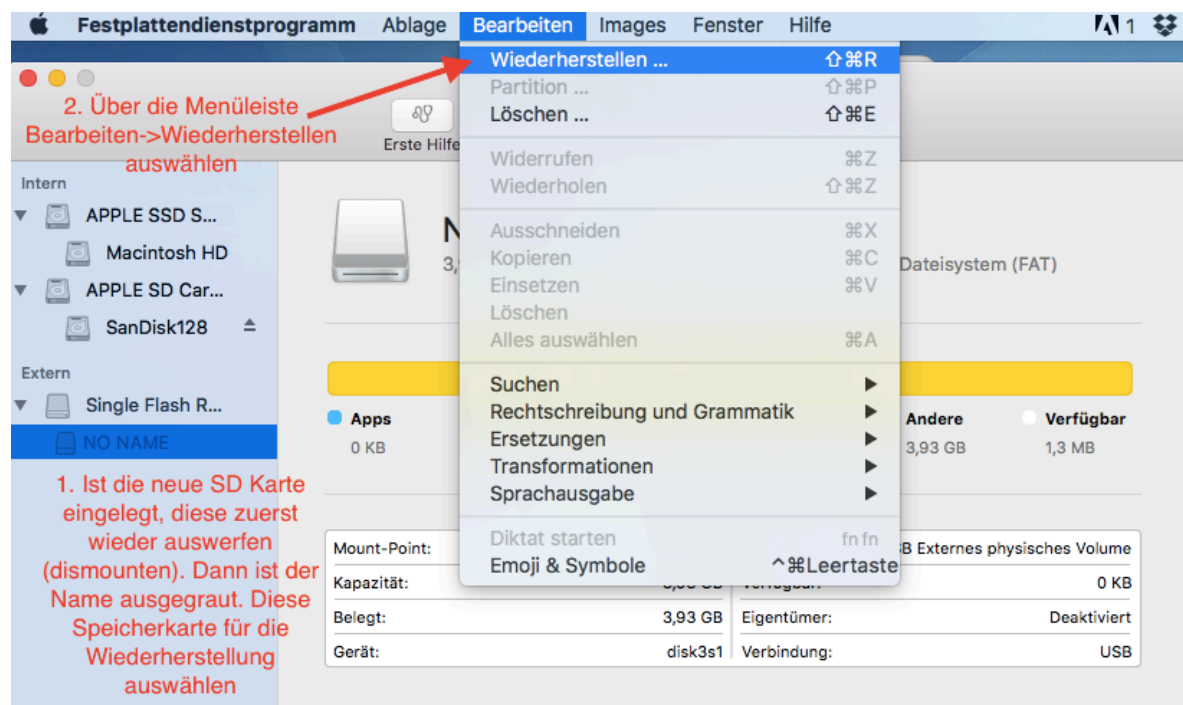 Festplattendienstprogramm Ablage Bearbeiten Images Fenster Hilfe 1
Wiederherstellen ... ⇧⌘R
Partition ... ⇧⌘P
Löschen ... ⇧⌘E
Widerrufen ⌘Z
Wiederholen ⇧⌘Z
Ausschneiden ⌘X
Kopieren ⌘C
Einsetzen ⌘V
Löschen
Alles auswählen ⌘A
Suchen
Rechtschreibung und Grammatik
Ersetzungen
Transformationen
Sprachausgabe
Diktat starten fn fn
Emoji & Symbole ^⌘Leertaste
2. Über die Menüleiste
Bearbeiten->Wiederherstellen
auswählen
Erste Hilfe
Intern
APPLE SSD S...
Macintosh HD
APPLE SD Car...
SanDisk128
Extern
Single Flash R...
NO NAME
1. Ist die neue SD Karte
eingelegt, diese zuerst
wieder auswerfen
(dismounten). Dann ist der
Name ausgegraut. Diese
Speicherkarte für die
Wiederherstellung
auswählen
N
3,
Dateisystem (FAT)
Apps
0 KB
Andere
3,93 GB
Verfügbar
1,3 MB
Mount-Point:
Externes physisches Volume
Kapazität:
0 KB
Belegt: 3,93 GB
Eigentümer: Deaktiviert
Gerät: disk3s1
Verbindung: USB